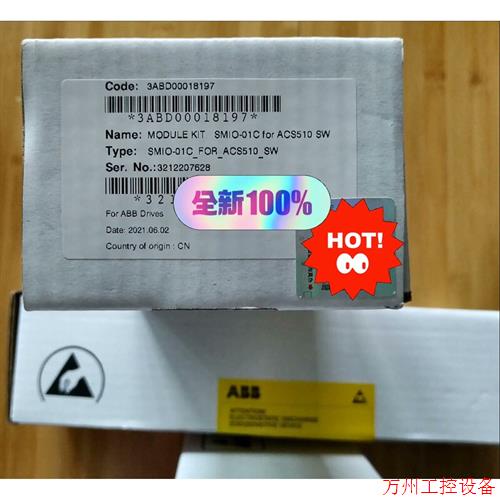 Code: 3ABD00018197
*3ABD00018197*
Name: MODULE KIT SMIO-01C for ACS510 SW
Type: SMIO-01C_FOR_ACS510_SW
Ser. No.:3212207628
全新100%
For ABB Drives
Date: 2021.06.02
Country of origin : CN
HOT!
ABB
ATTENTION
万州工控设备